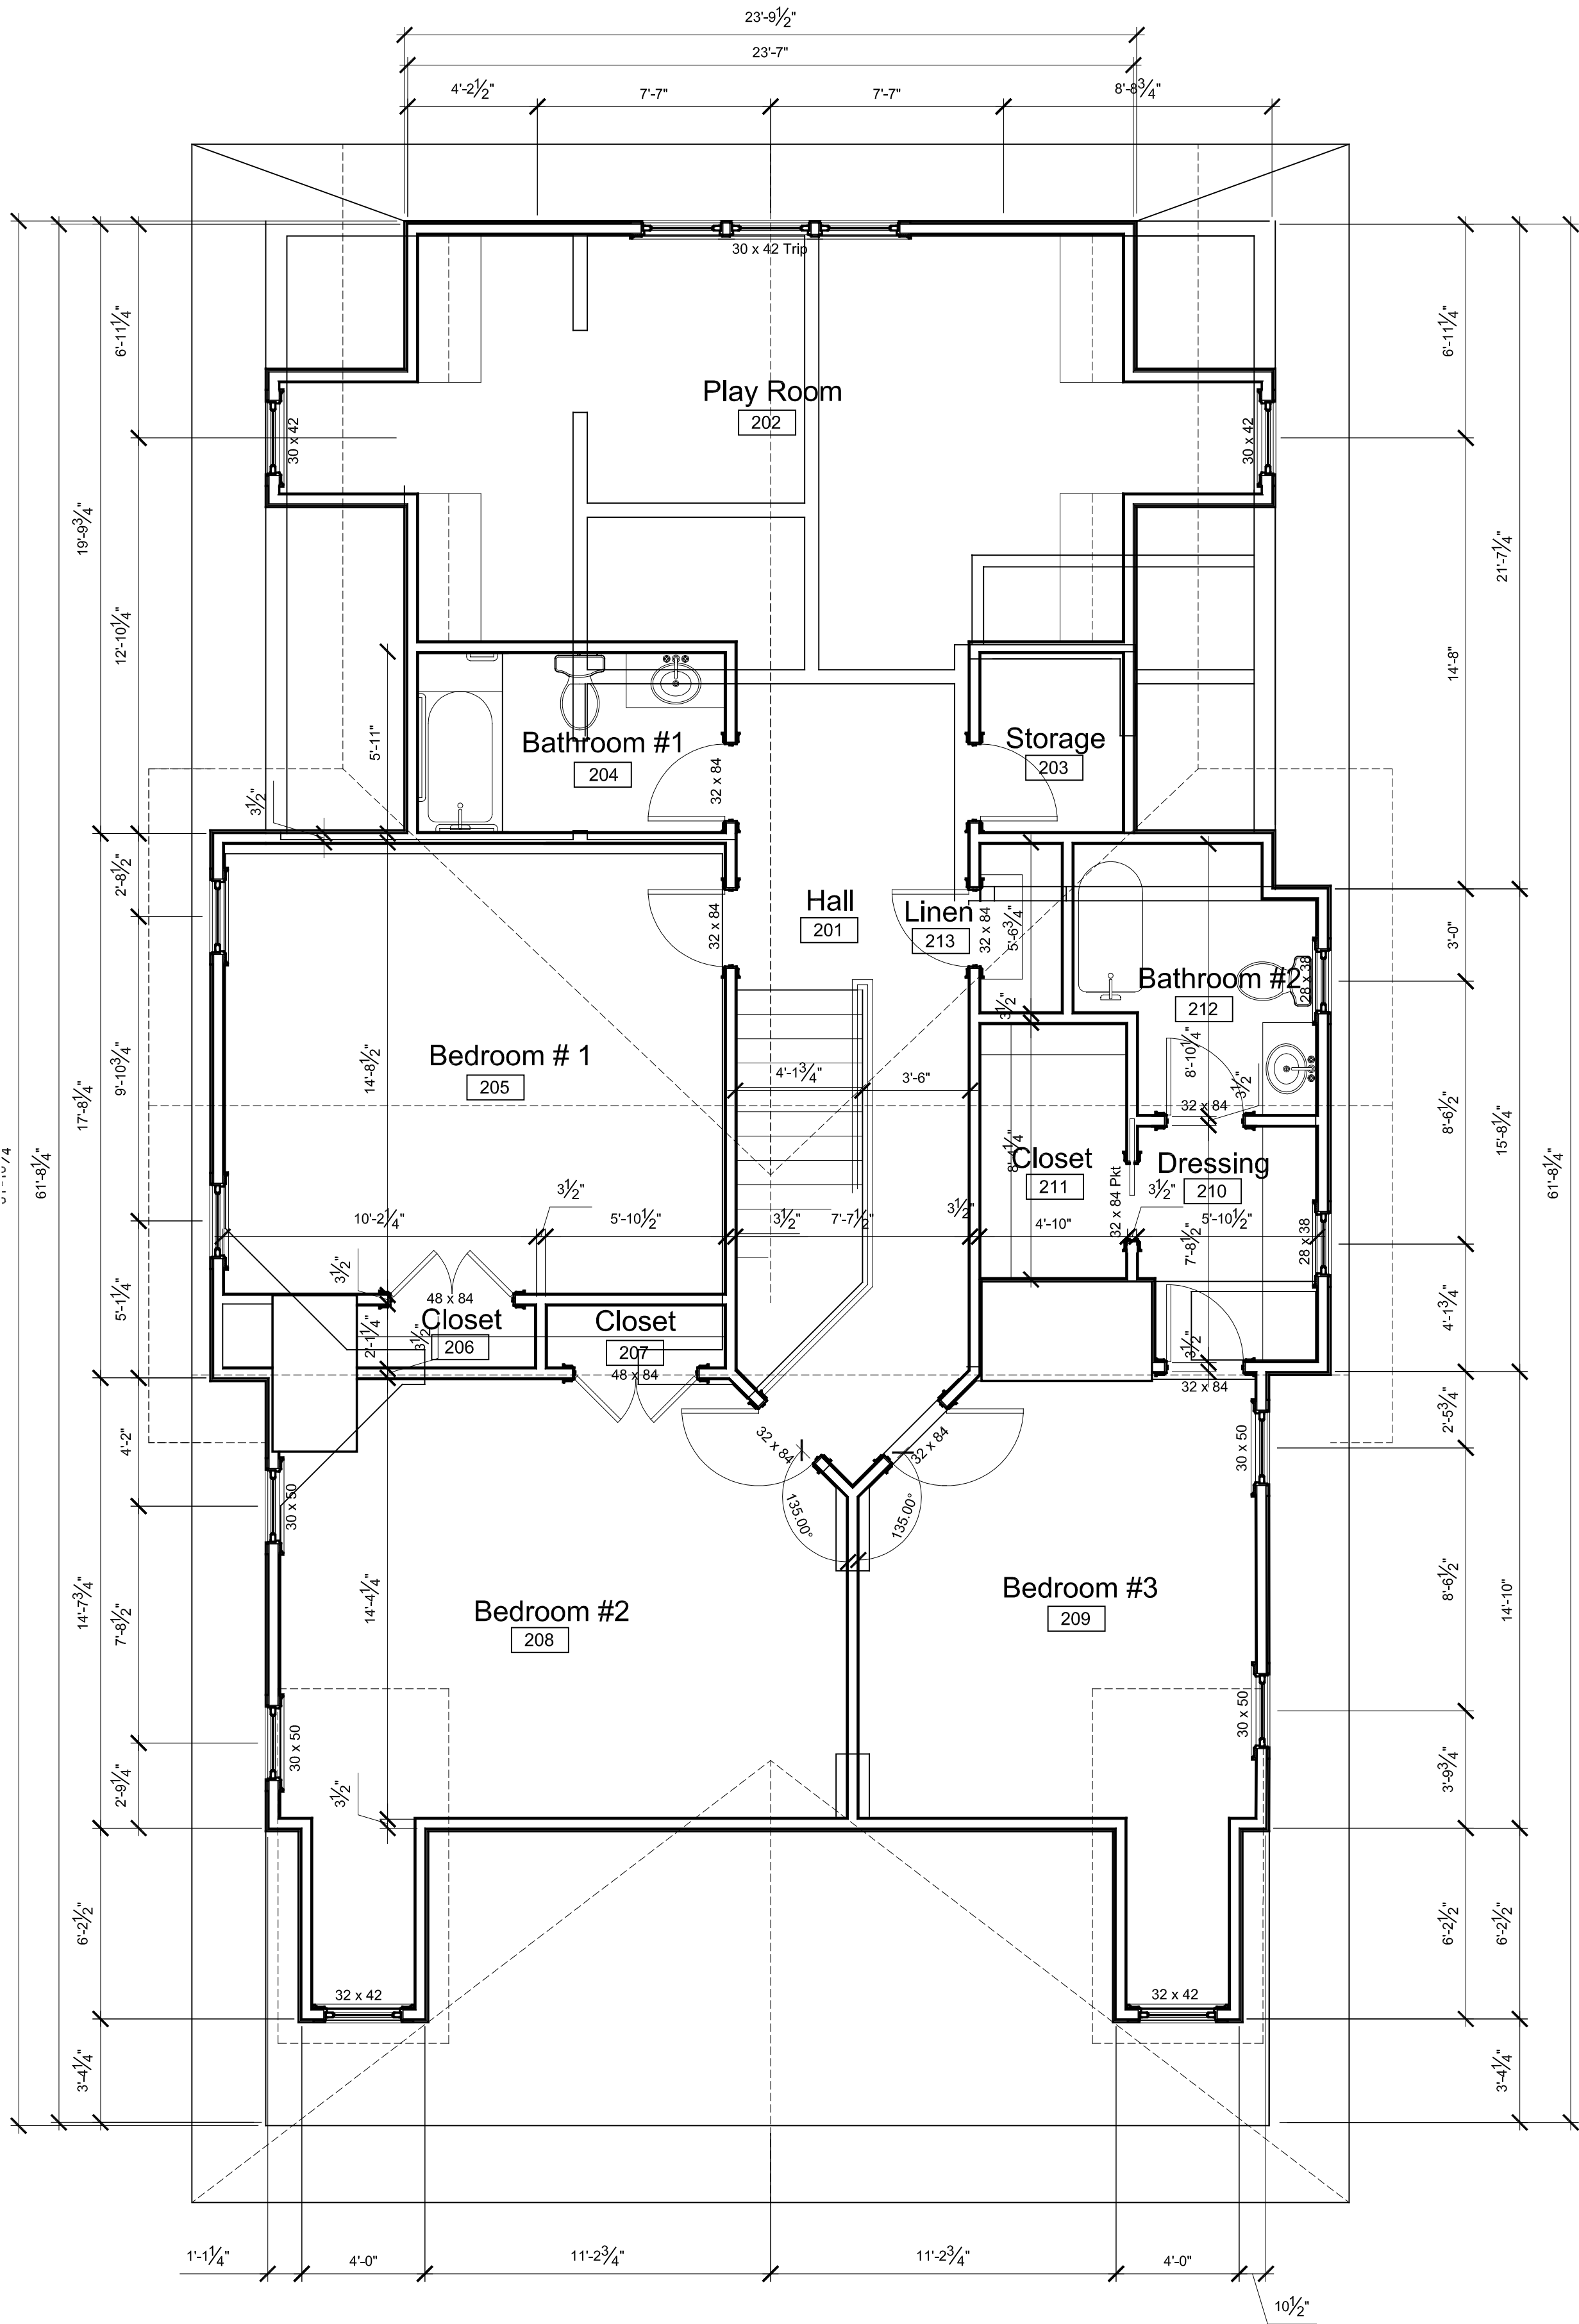 23'-9½"
23'-7"
4'-2½" 7'-7" 7'-7" 8'-8¾"
30 x 42 Trip
6'-11¼"
6'-11¼"
Play Room
202
30 x 42
30 x 42
19'-9¾"
21'-7¼"
12'-10¼"
14'-8"
5'-11"
Bathroom #1
204
32 x 84
Storage
203
3½"
2'-8½"
Hall
201
Linen
213
32 x 84
32 x 84
5'-6¾"
3'-0"
Bathroom #2
212
28 x 38
3½"
Bedroom # 1
205
14'-8½"
9'-10¾"
17'-8¼"
4'-1¾"
3'-6"
8'-10¼"
3½"
32 x 84
8'-6½"
15'-8¼"
61'-8¼"
61'-8¼"
Closet
211
8'-4¼"
32 x 84 Pkt
Dressing
210
3½"
10'-2¼"
3½"
5'-10½"
3½"
7'-7½"
3½"
4'-10"
5'-10½"
7'-8½"
28 x 38
3½"
48 x 84
Closet
206
2'-1¼"
3½"
Closet
207
48 x 84
5'-1¼"
4'-1¾"
3½"
32 x 84
4'-2"
2'-5¾"
32 x 84
32 x 84
30 x 50
30 x 50
135.00°
135.00°
14'-4¼"
Bedroom #2
208
Bedroom #3
209
14'-7¾"
7'-8½"
8'-6½"
14'-10"
30 x 50
30 x 50
2'-9¼"
3½"
3'-9¾"
6'-2½"
6'-2½"
6'-2½"
32 x 42
32 x 42
3'-4¼"
3'-4¼"
1'-1¼" 4'-0" 11'-2¾" 11'-2¾" 4'-0"
10½"